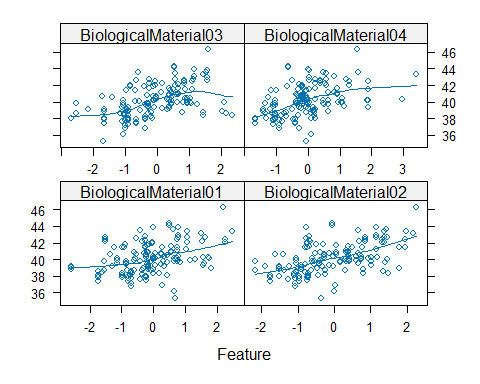 BiologicalMaterial03 BiologicalMaterial04
46
44
42
40
38
36
-2 -1 0 1 2 -1 0 1 2 3
BiologicalMaterial01 BiologicalMaterial02
46
44
42
40
38
36
-2 -1 0 1 2 -2 -1 0 1 2
Feature